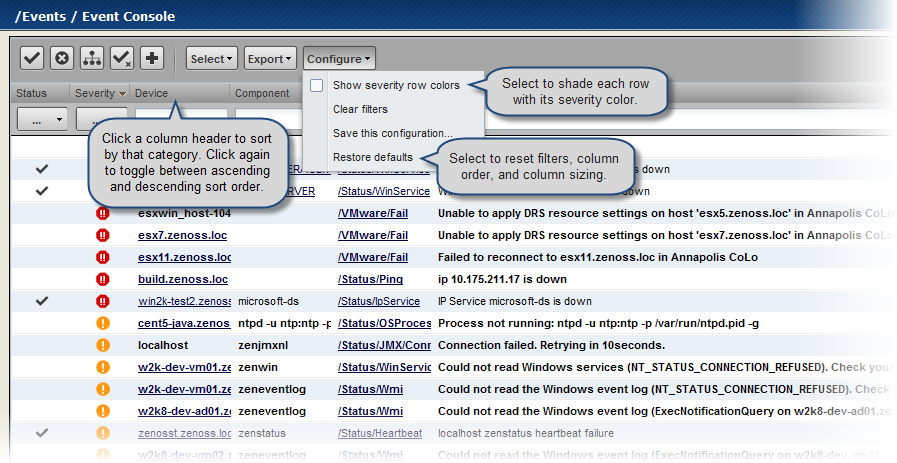 /Events / Event Console
Select Export Configure
Status Severity Device Component
... ...
Show severity row colors
Clear filters
Save this configuration...
Restore defaults
Select to shade each row
with its severity color.
Click a column header to sort
by that category. Click again
to toggle between ascending
and descending sort order.
Select to reset filters, column
order, and column sizing.
/Status/WinService s down
RVER /Status/WinService down
esxwin_host-104 /VMware/Fail Unable to apply DRS resource settings on host 'esx5.zenoss.loc' in Annapolis CoLo
esx7.zenoss.loc /VMware/Fail Unable to apply DRS resource settings on host 'esx7.zenoss.loc' in Annapolis CoLo
esx11.zenoss.loc /VMware/Fail Failed to reconnect to esx11.zenoss.loc in Annapolis CoLo
build.zenoss.loc /Status/Ping ip 10.175.211.17 is down
win2k-test2.zenoss microsoft-ds /Status/IpService IP Service microsoft-ds is down
cent5-java.zenoss ntpd -u ntp:ntp -p /Status/OSProces Process not running: ntpd -u ntp:ntp -p /var/run/ntpd.pid -g
localhost zenjmxnl /Status/JMX/Conn Connection failed. Retrying in 10seconds.
w2k-dev-vm01.ze zenwin /Status/WinServic Could not read Windows services (NT_STATUS_CONNECTION_REFUSED). Check your
w2k-dev-vm01.ze zeneventlog /Status/Wmi Could not read the Windows event log (NT_STATUS_CONNECTION_REFUSED). Check
w2k8-dev-ad01.ze zeneventlog /Status/Wmi Could not read the Windows event log (ExecNotificationQuery on w2k8-dev-ad01.ze
zenosst.zenoss.loc zenstatus /Status/Heartbeat localhost zenstatus heartbeat failure
w2k8-dev-vm02.ze zeneventlog /Status/Wmi Could not read the Windows event log (ExecNotificationQuery on w2k8-dev-vm